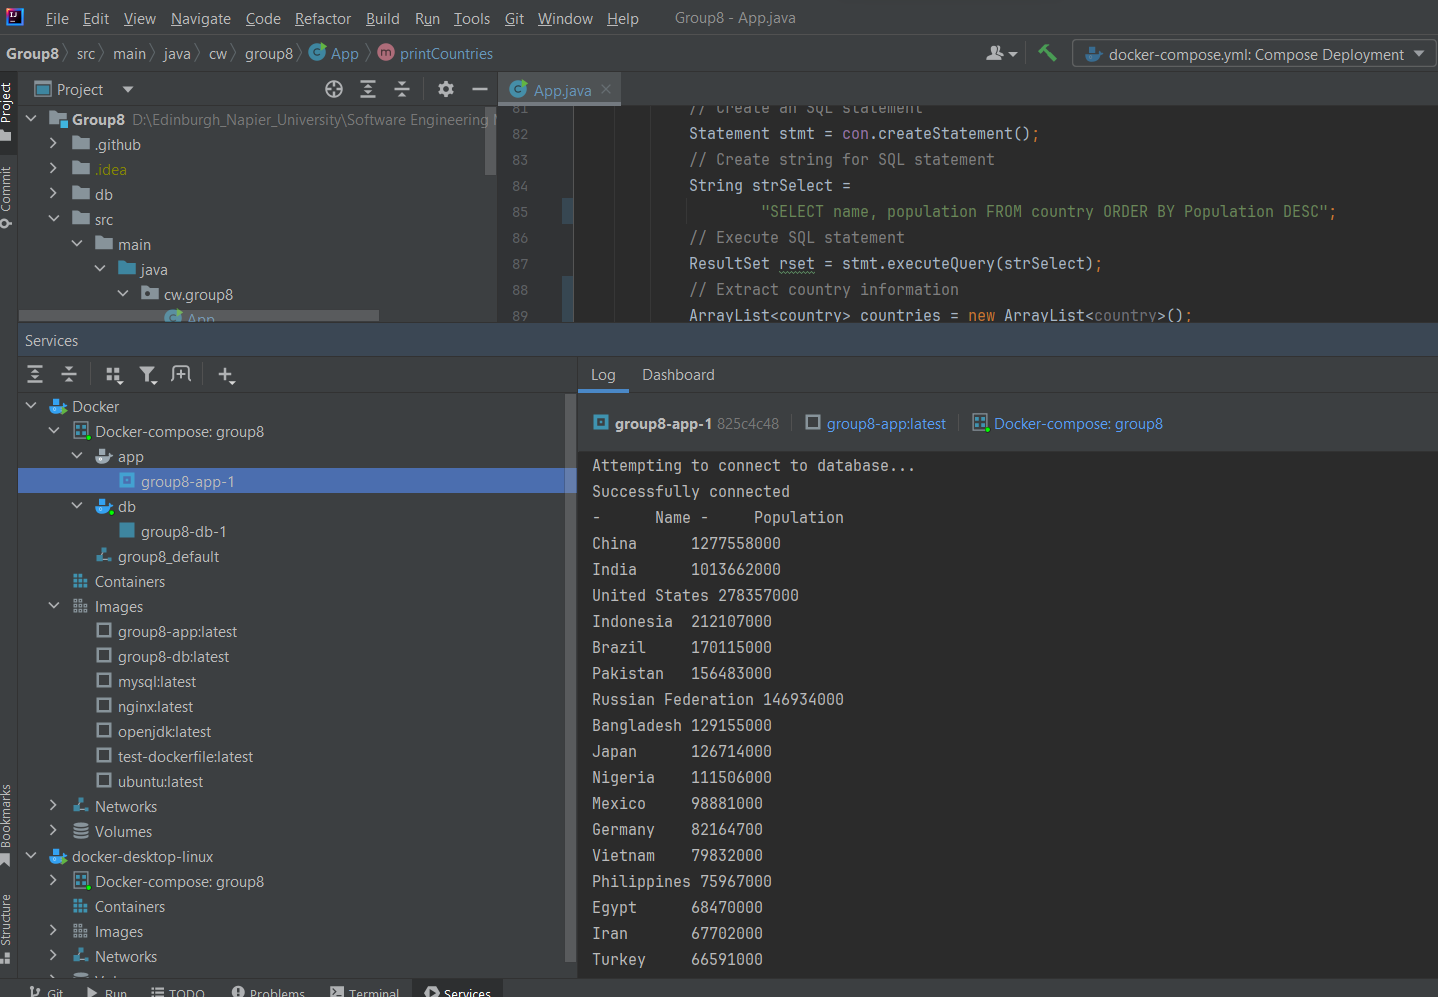 File Edit View Navigate Code Refactor Build Run Tools Git Window Help Group8 - App.java
Group8 src main java cw group8 App printCountries
docker-compose.yml: Compose Deployment
Project
Commit
Bookmarks
Structure
Project
Group8 D:\Edinburgh_Napier_University\Software Engineering
.github
.idea
db
src
main
java
cw.group8
App
App.java
81 // Create an SQL statement
82 Statement stmt = con.createStatement();
83 // Create string for SQL statement
84 String strSelect =
85 "SELECT name, population FROM country ORDER BY Population DESC";
86 // Execute SQL statement
87 ResultSet rset = stmt.executeQuery(strSelect);
88 // Extract country information
89 ArrayList<country> countries = new ArrayList<country>();
Services
Docker
Docker-compose: group8
app
group8-app-1
db
group8-db-1
group8_default
Containers
Images
group8-app:latest
group8-db:latest
mysql:latest
nginx:latest
openjdk:latest
test-dockerfile:latest
ubuntu:latest
Networks
Volumes
docker-desktop-linux
Docker-compose: group8
Containers
Images
Networks
Log Dashboard
group8-app-1 825c4c48 group8-app:latest Docker-compose: group8
Attempting to connect to database...
Successfully connected
- Name - Population
China 1277558000
India 1013662000
United States 278357000
Indonesia 212107000
Brazil 170115000
Pakistan 156483000
Russian Federation 146934000
Bangladesh 129155000
Japan 126714000
Nigeria 111506000
Mexico 98881000
Germany 82164700
Vietnam 79832000
Philippines 75967000
Egypt 68470000
Iran 67702000
Turkey 66591000
Git Run TODO Problems Terminal Services